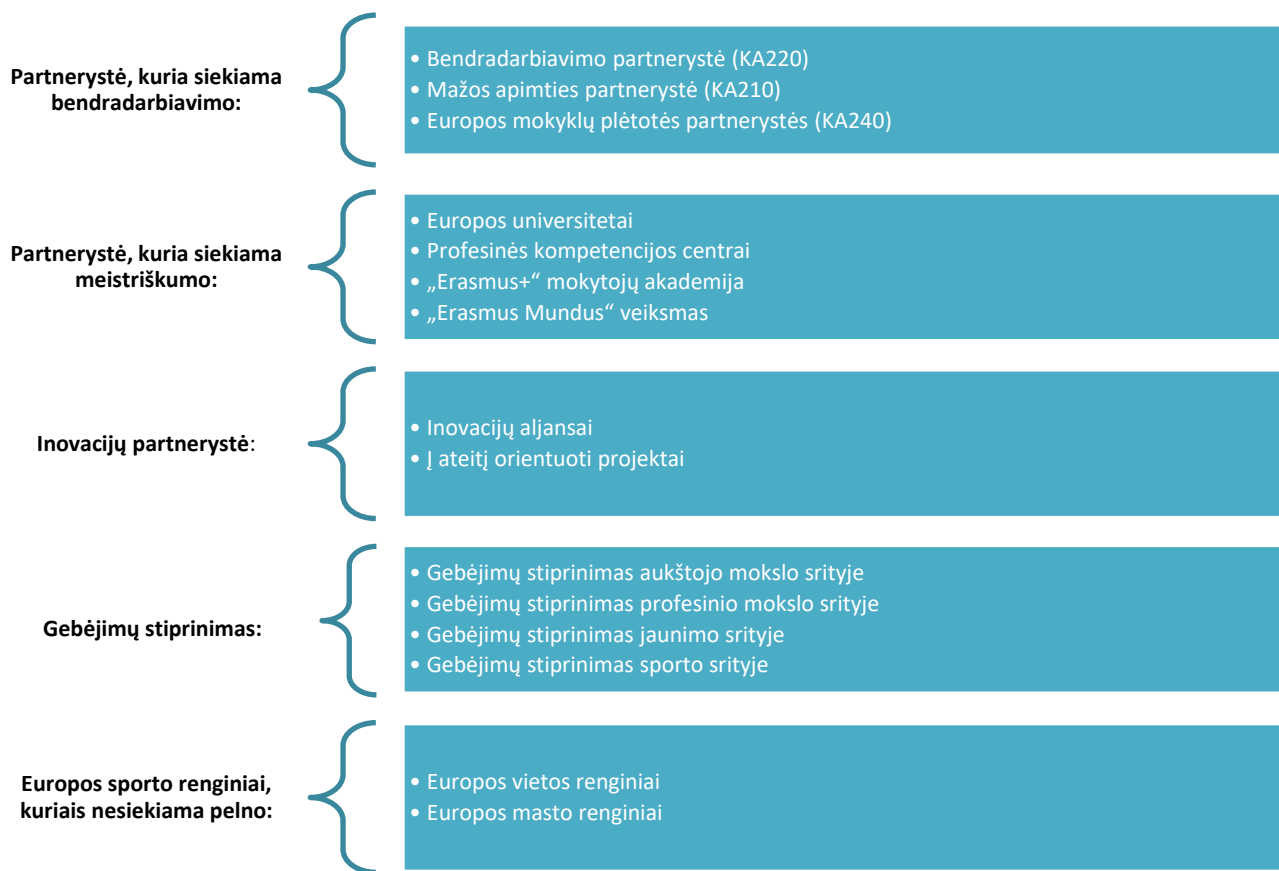 Partnerystė, kuria siekiama
bendradarbiavimo:
• Bendradarbiavimo partnerystė (KA220)
• Mažos apimties partnerystė (KA210)
• Europos mokyklų plėtotės partnerystės (KA240)
Partnerystė, kuria siekiama
meistriškumo:
• Europos universitetai
• Profesinės kompetencijos centrai
• „Erasmus+“ mokytojų akademija
• „Erasmus Mundus“ veiksmas
Inovacijų partnerystė:
• Inovacijų aljansai
• Į ateitį orientuoti projektai
Gebėjimų stiprinimas:
• Gebėjimų stiprinimas aukštojo mokslo srityje
• Gebėjimų stiprinimas profesinio mokslo srityje
• Gebėjimų stiprinimas jaunimo srityje
• Gebėjimų stiprinimas sporto srityje
Europos sporto renginiai,
kuriais nesiekiama pelno:
• Europos vietos renginiai
• Europos masto renginiai